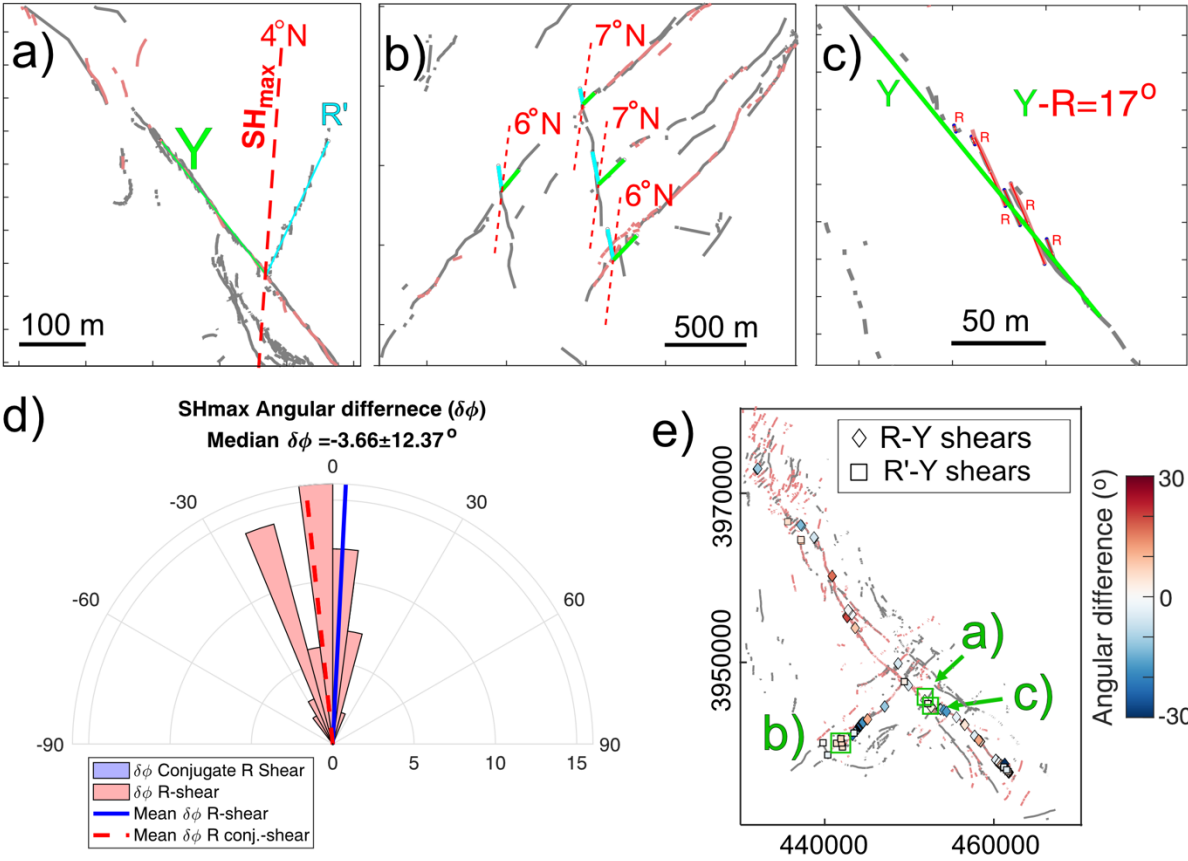 a)
4°N
SHmax
R'
Y
100 m
b)
7°N
6°N
7°N
6°N
500 m
c)
Y
Y-R=17°
R
R
R
R
R
50 m
d)
SHmax Angular differnece (δϕ)
Median δϕ =-3.66±12.37°
0
-30
30
-60
60
-90
90
0
5
10
15
δϕ Conjugate R Shear
δϕ R-shear
Mean δϕ R-shear
Mean δϕ R conj.-shear
e)
R-Y shears
R'-Y shears
3970000
3950000
440000
460000
a)
c)
b)
Angular difference (°)
30
0
-30